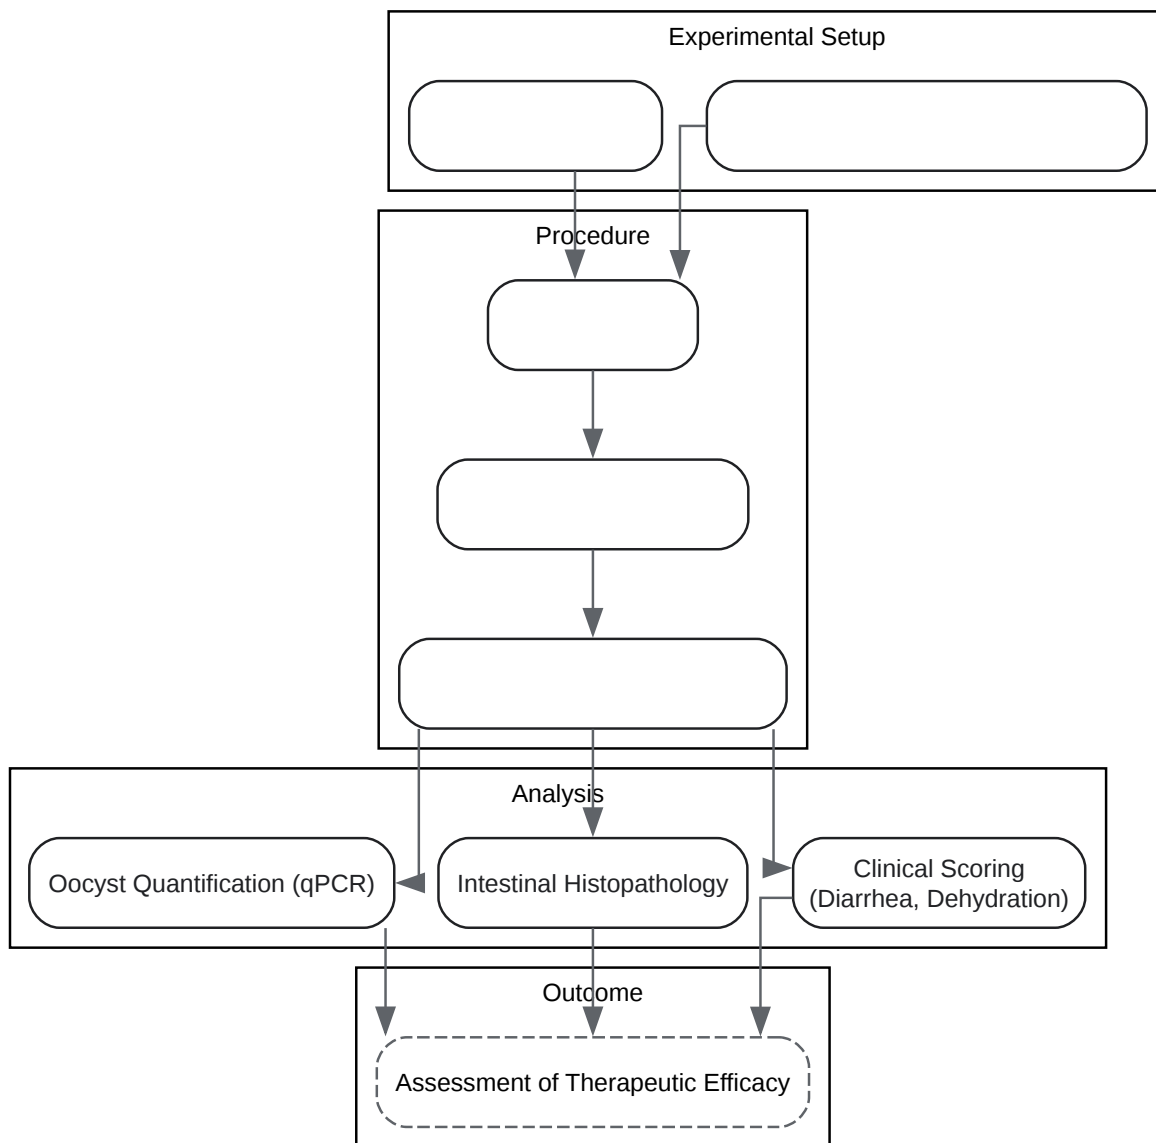 Experimental Setup
Procedure
Analysis
Oocyst Quantification (qPCR)
Intestinal Histopathology
Clinical Scoring
(Diarrhea, Dehydration)
Outcome
Assessment of Therapeutic Efficacy